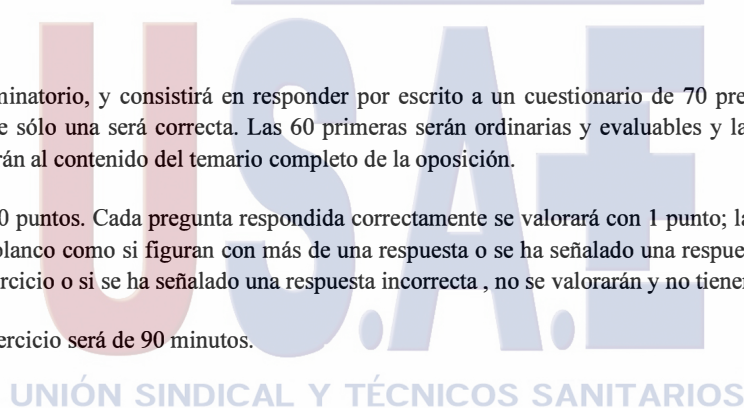 minatorio, y consistirá en responder por escrito a un cuestionario de 70 pre
e sólo una será correcta. Las 60 primeras serán ordinarias y evaluables y la
rán al contenido del temario completo de la oposición.
0 puntos. Cada pregunta respondida correctamente se valorará con 1 punto; la
blanco como si figuran con más de una respuesta o se ha señalado una respue
rcicio o si se ha señalado una respuesta incorrecta , no se valorarán y no tiene
ercicio será de 90 minutos.
U.S.A.E
UNIÓN SINDICAL Y TÉCNICOS SANITARIOS